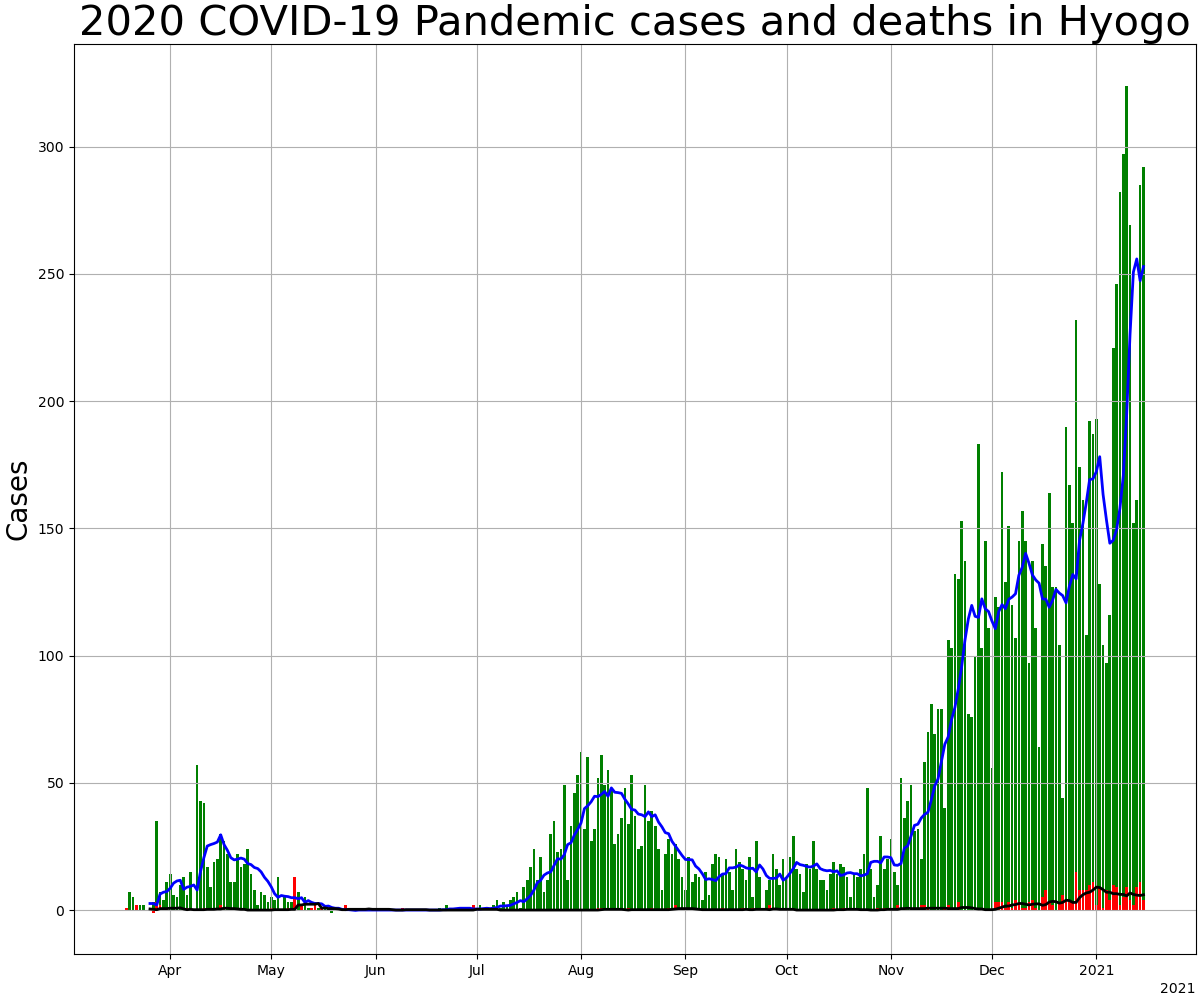 2020 COVID-19 Pandemic cases and deaths in Hyogo
Cases
300
250
200
150
100
50
0
Apr May Jun Jul Aug Sep Oct Nov Dec 2021
2021